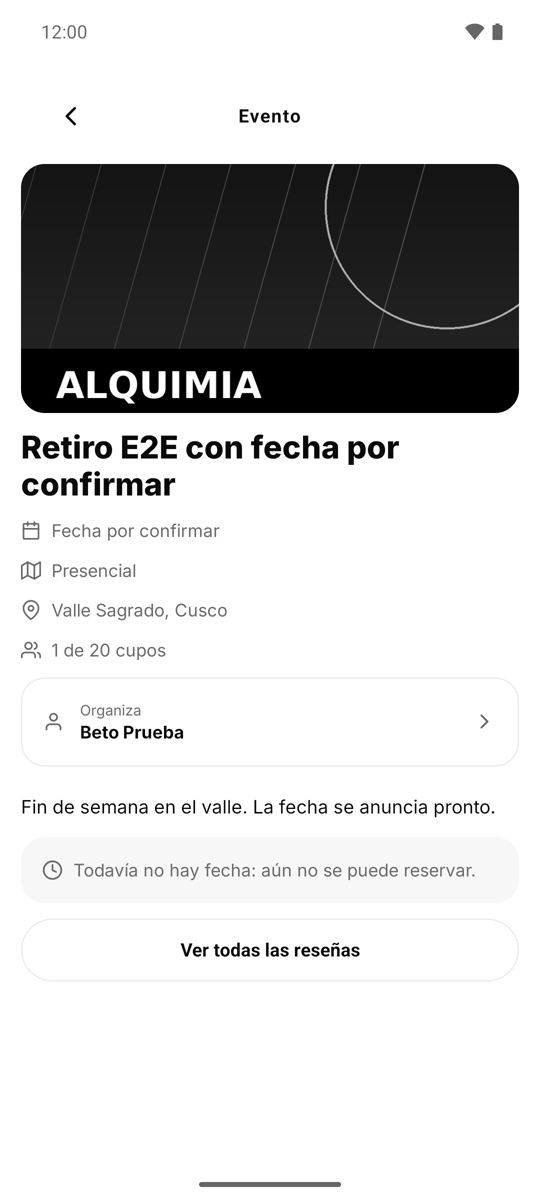 12:00
Evento
ALQUIMIA
Retiro E2E con fecha por
confirmar
Fecha por confirmar
Presencial
Valle Sagrado, Cusco
1 de 20 cupos
Organiza
Beto Prueba
Fin de semana en el valle. La fecha se anuncia pronto.
Todavía no hay fecha: aún no se puede reservar.
Ver todas las reseñas